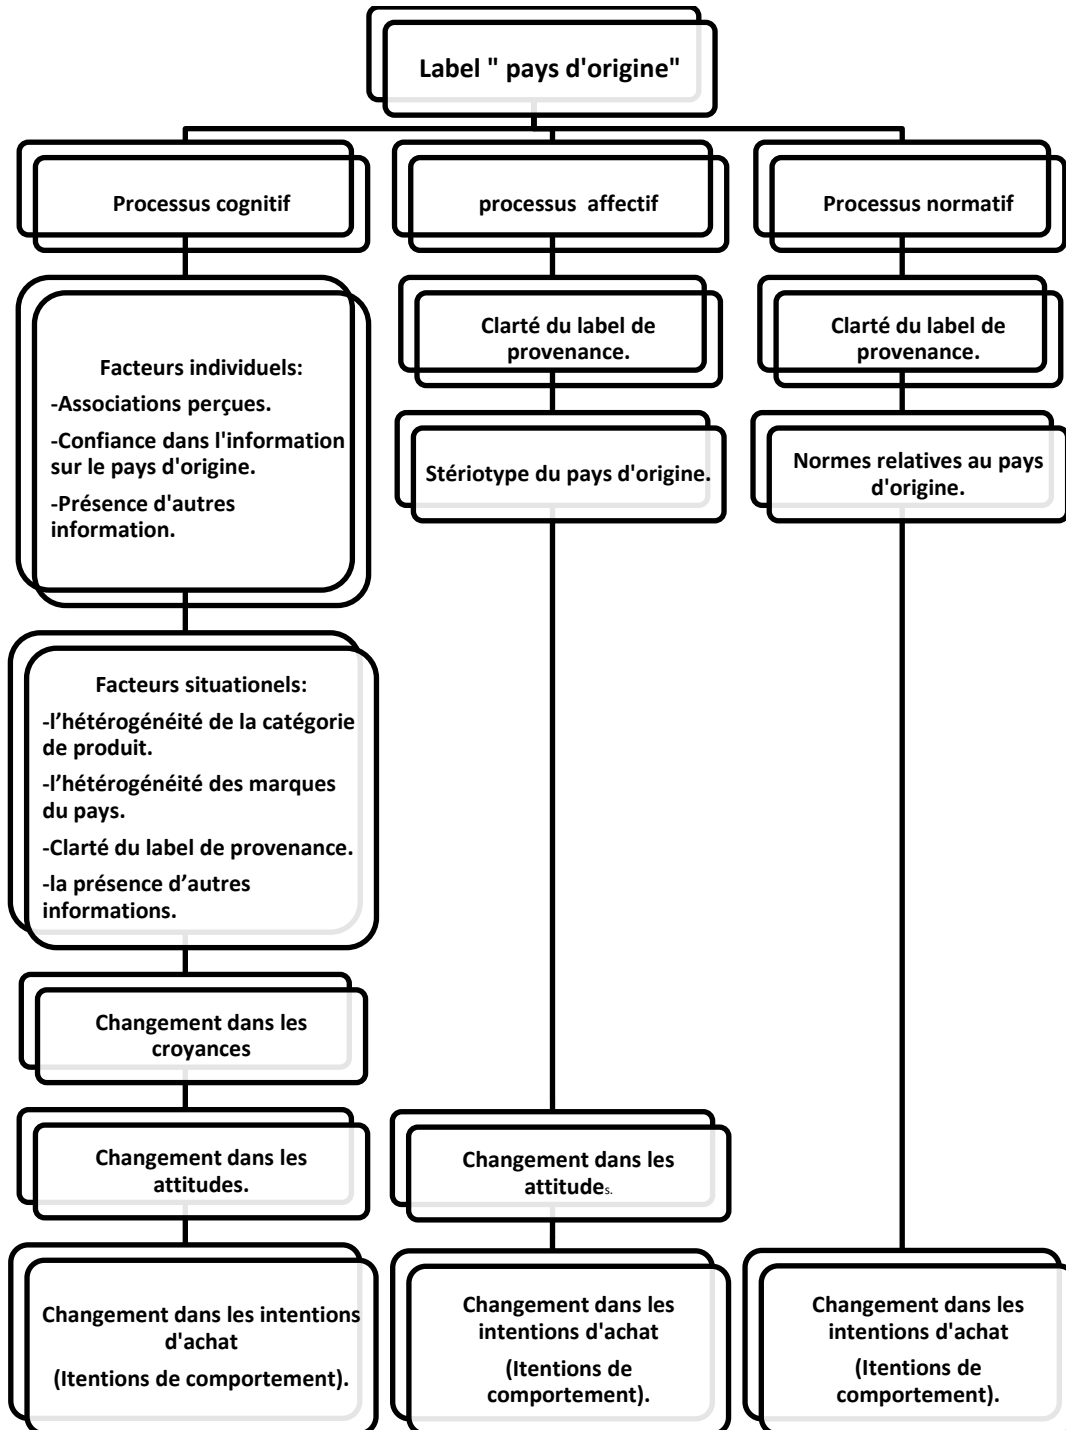 Label " pays d'origine"
Processus cognitif
processus affectif
Processus normatif
Facteurs individuels:
-Associations perçues.
-Confiance dans l'information
sur le pays d'origine.
-Présence d'autres
information.
Clarté du label de
provenance.
Clarté du label de
provenance.
Stériotype du pays d'origine.
Normes relatives au pays
d'origine.
Facteurs situationels:
-l’hétérogénéité de la catégorie
de produit.
-l’hétérogénéité des marques
du pays.
-Clarté du label de provenance.
-la présence d’autres
informations.
Changement dans les
croyances
Changement dans les
attitudes.
Changement dans les
attitudes.
Changement dans les intentions
d'achat
(Itentions de comportement).
Changement dans les
intentions d'achat
(Itentions de
comportement).
Changement dans les
intentions d'achat
(Itentions de
comportement).